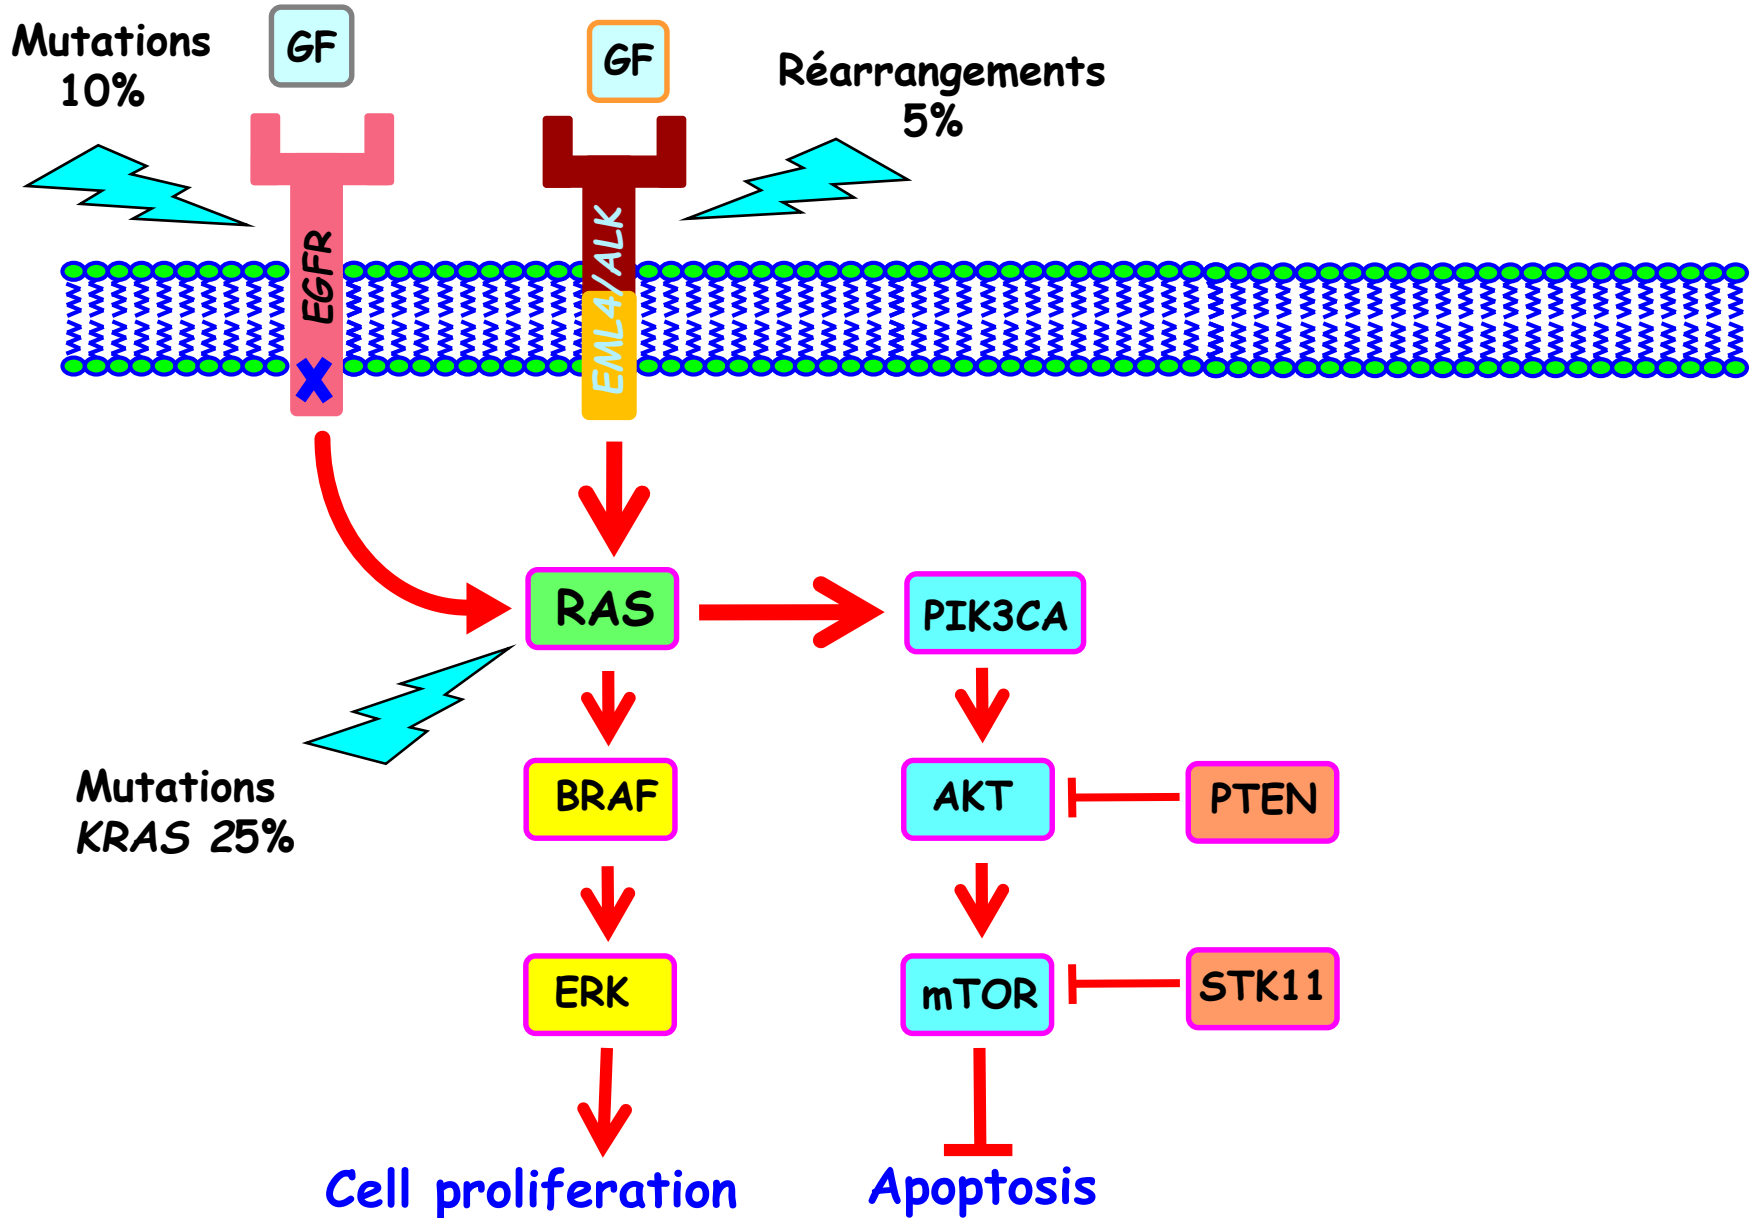 Mutations
10%
GF
GF
Réarrangements
5%
EGFR
X
EML4/ALK
RAS
PIK3CA
Mutations
KRAS 25%
BRAF
AKT
PTEN
ERK
mTOR
STK11
Cell proliferation
Apoptosis